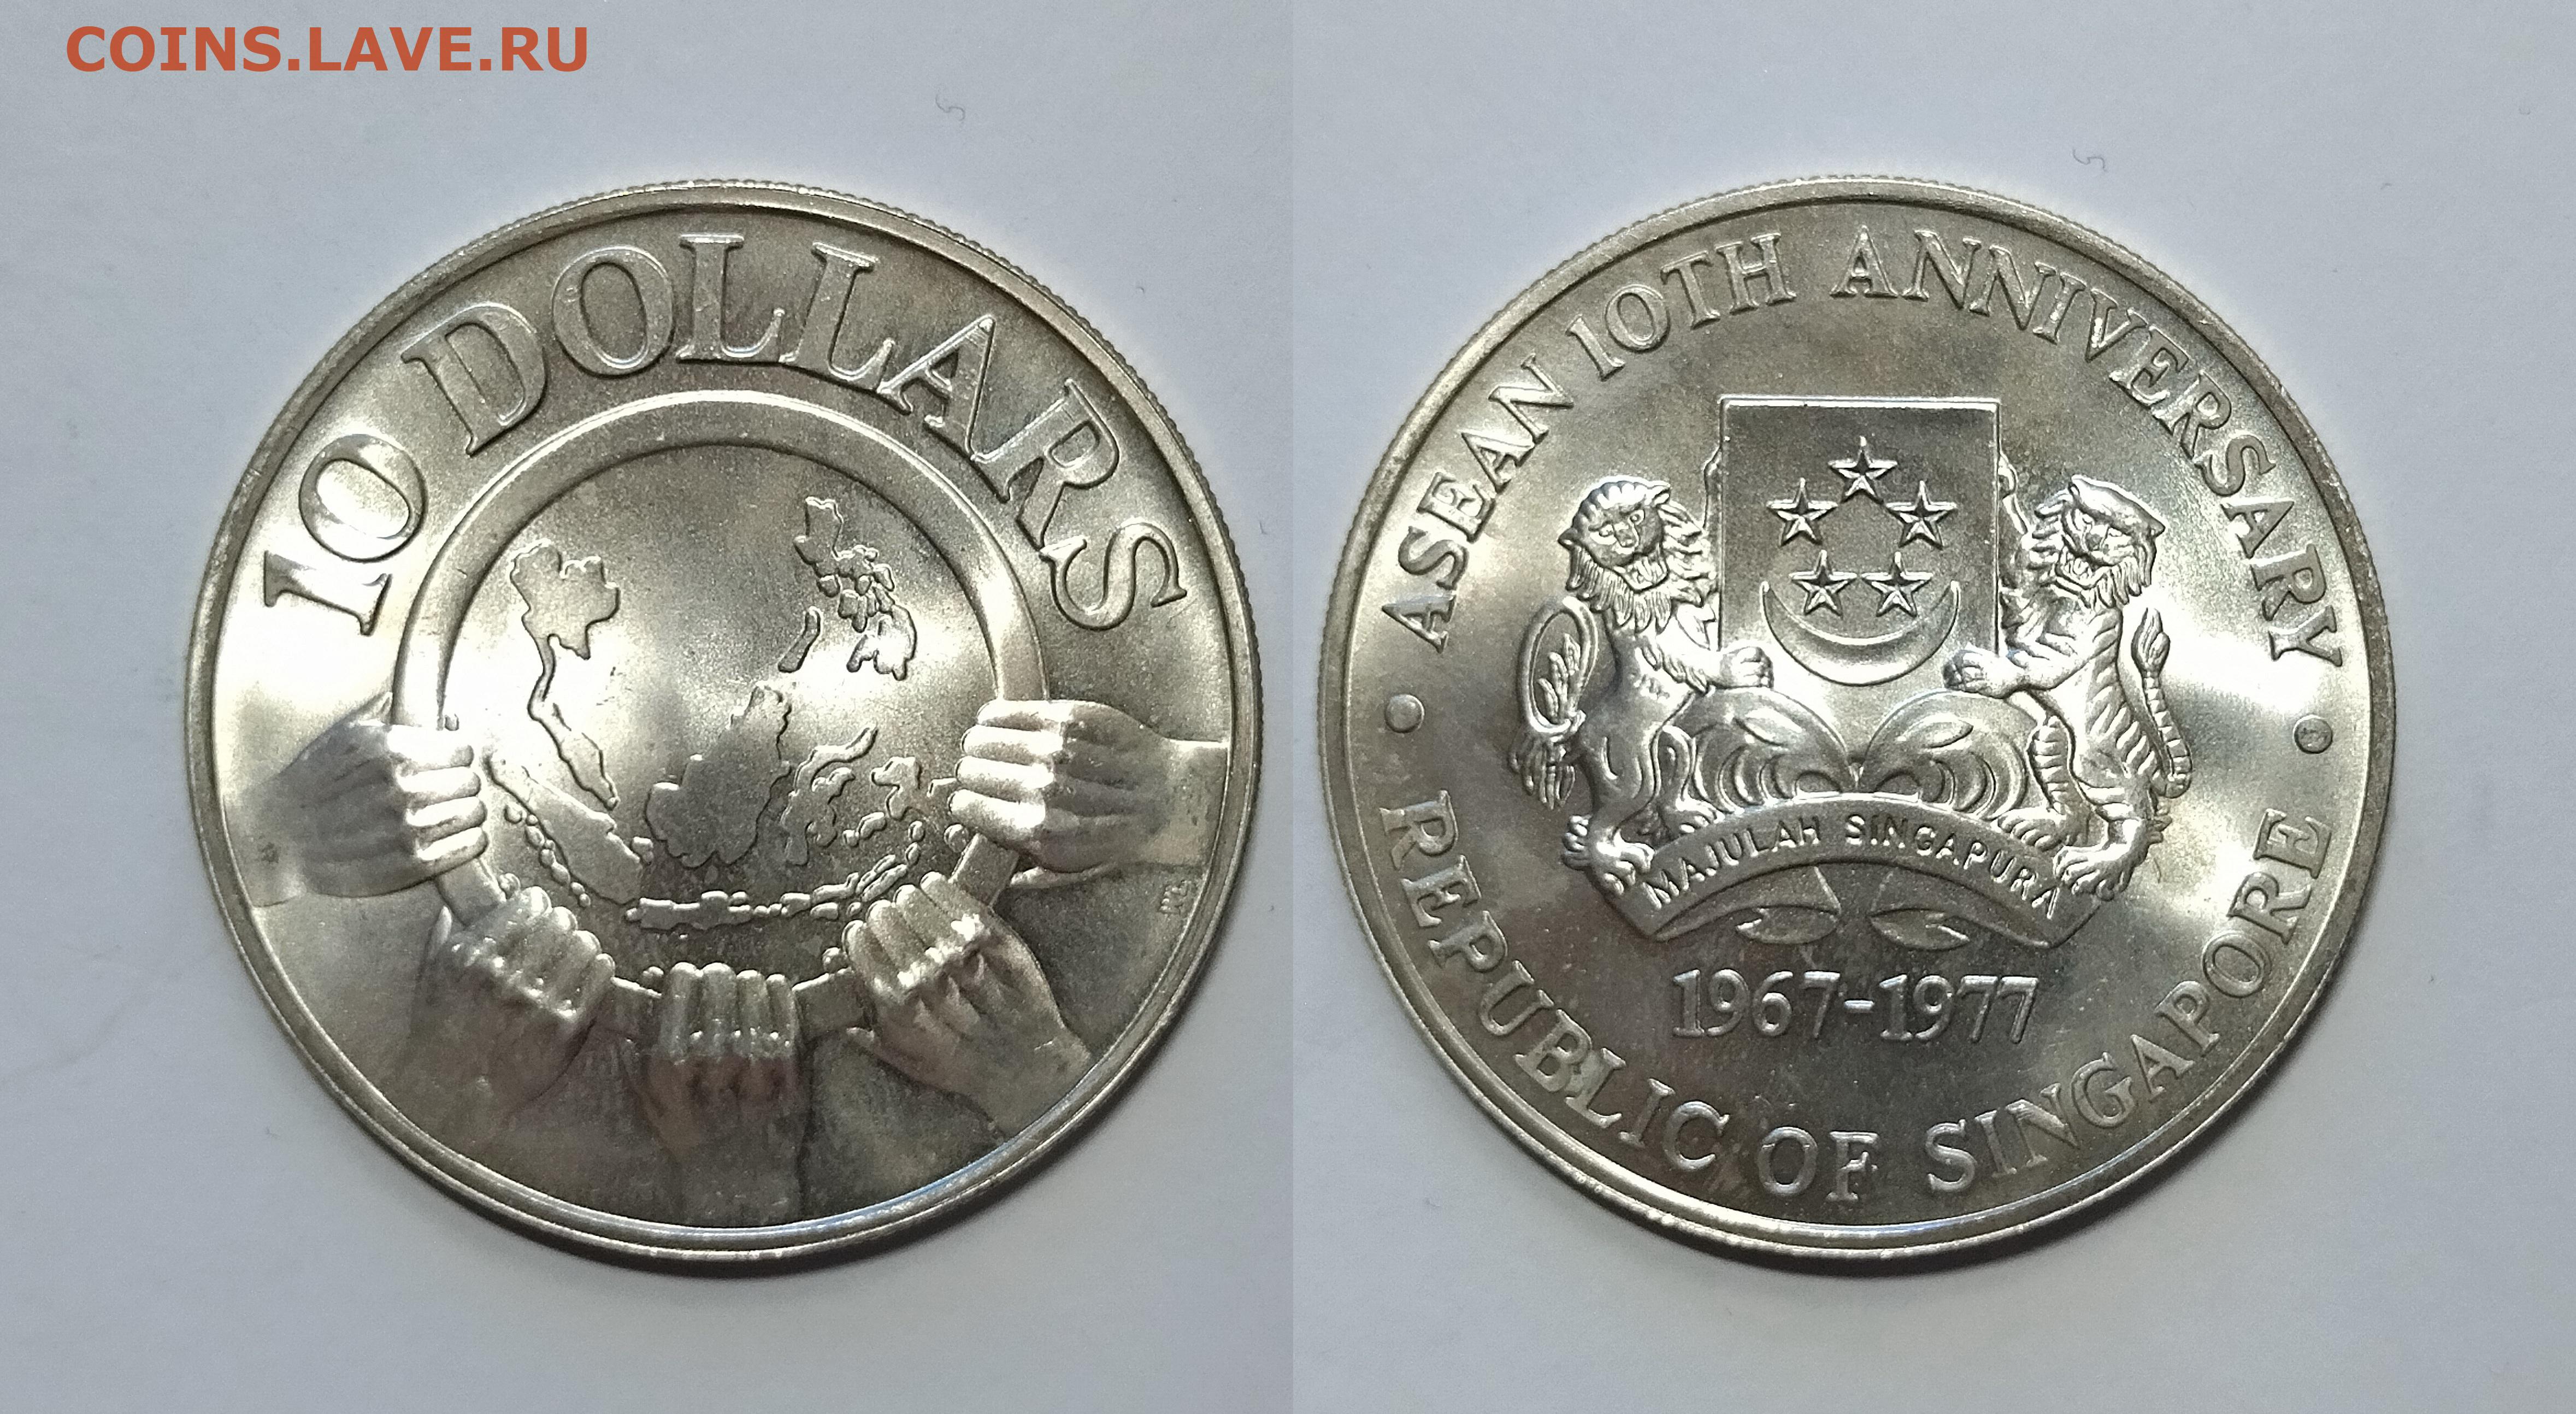 COINS.LAVE.RU
10 DOLLARS
ASEAN 10TH ANNIVERSARY
MAJULAH SINGAPURA
1967-1977
REPUBLIC OF SINGAPORE